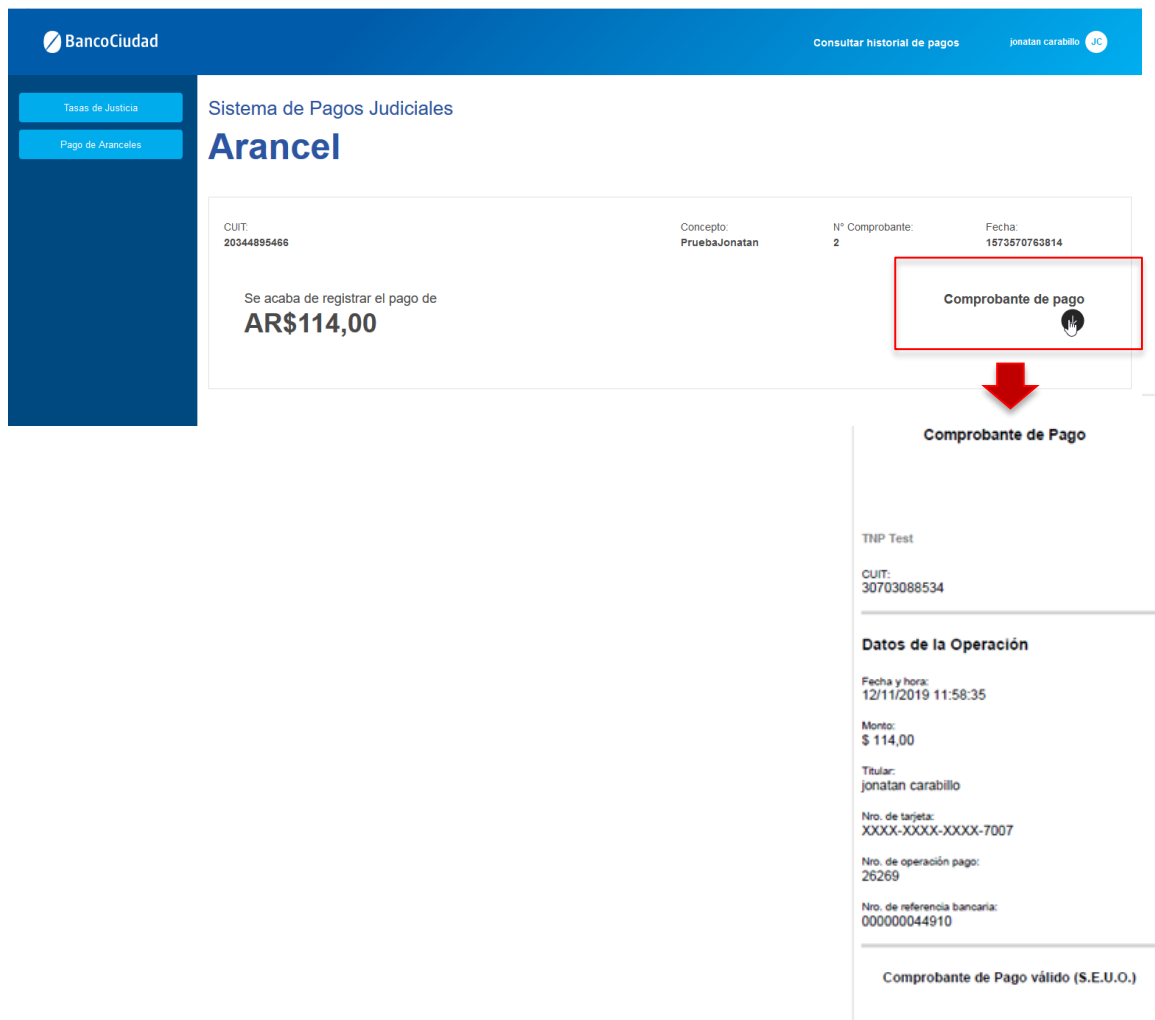 BancoCiudad
Consultar historial de pagos
jonatan carabillo JC
Tasas de Justicia
Pago de Aranceles
Sistema de Pagos Judiciales
Arancel
CUIT:
20344895466
Concepto:
PruebaJonatan
N° Comprobante:
2
Fecha:
1573570763814
Se acaba de registrar el pago de
AR$114,00
Comprobante de pago
Comprobante de Pago
TNP Test
CUIT:
30703088534
Datos de la Operación
Fecha y hora:
12/11/2019 11:58:35
Monto:
$ 114,00
Titular:
jonatan carabillo
Nro. de tarjeta:
XXXX-XXXX-XXXX-7007
Nro. de operación pago:
26269
Nro. de referencia bancaria:
000000044910
Comprobante de Pago válido (S.E.U.O.)